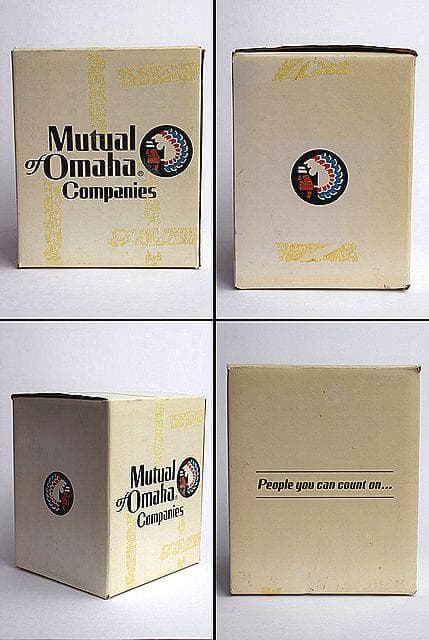 Mutual
of Omaha®
Companies
Mutual
of Omaha®
Companies
People you can count on...